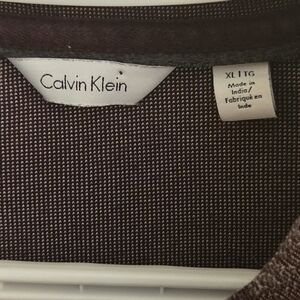 Calvin Klein
XL | TG
Made in
India/
Fabriqué en
Inde